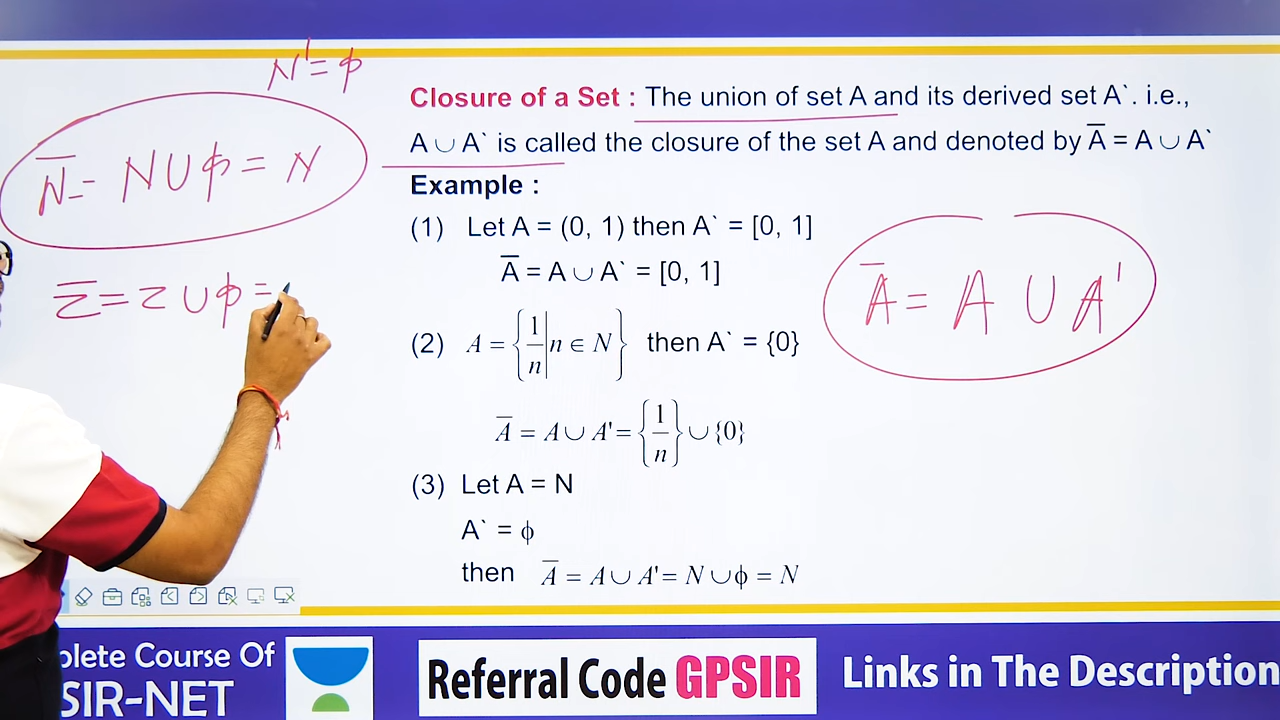 N' = φ
N̅ = N ∪ φ = N
Z̅ = Z ∪ φ =
Closure of a Set : The union of set A and its derived set A`. i.e.,
A ∪ A` is called the closure of the set A and denoted by A̅ = A ∪ A`
Example :
(1) Let A = (0, 1) then A` = [0, 1]
A̅ = A ∪ A` = [0, 1]
(2) A = {1/n | n ∈ N} then A` = {0}
A̅ = A ∪ A' = {1/n} ∪ {0}
(3) Let A = N
A` = ϕ
then A̅ = A ∪ A' = N ∪ ϕ = N
A̅ = A ∪ A'
plete Course Of
SIR-NET
Referral Code GPSIR
Links in The Description